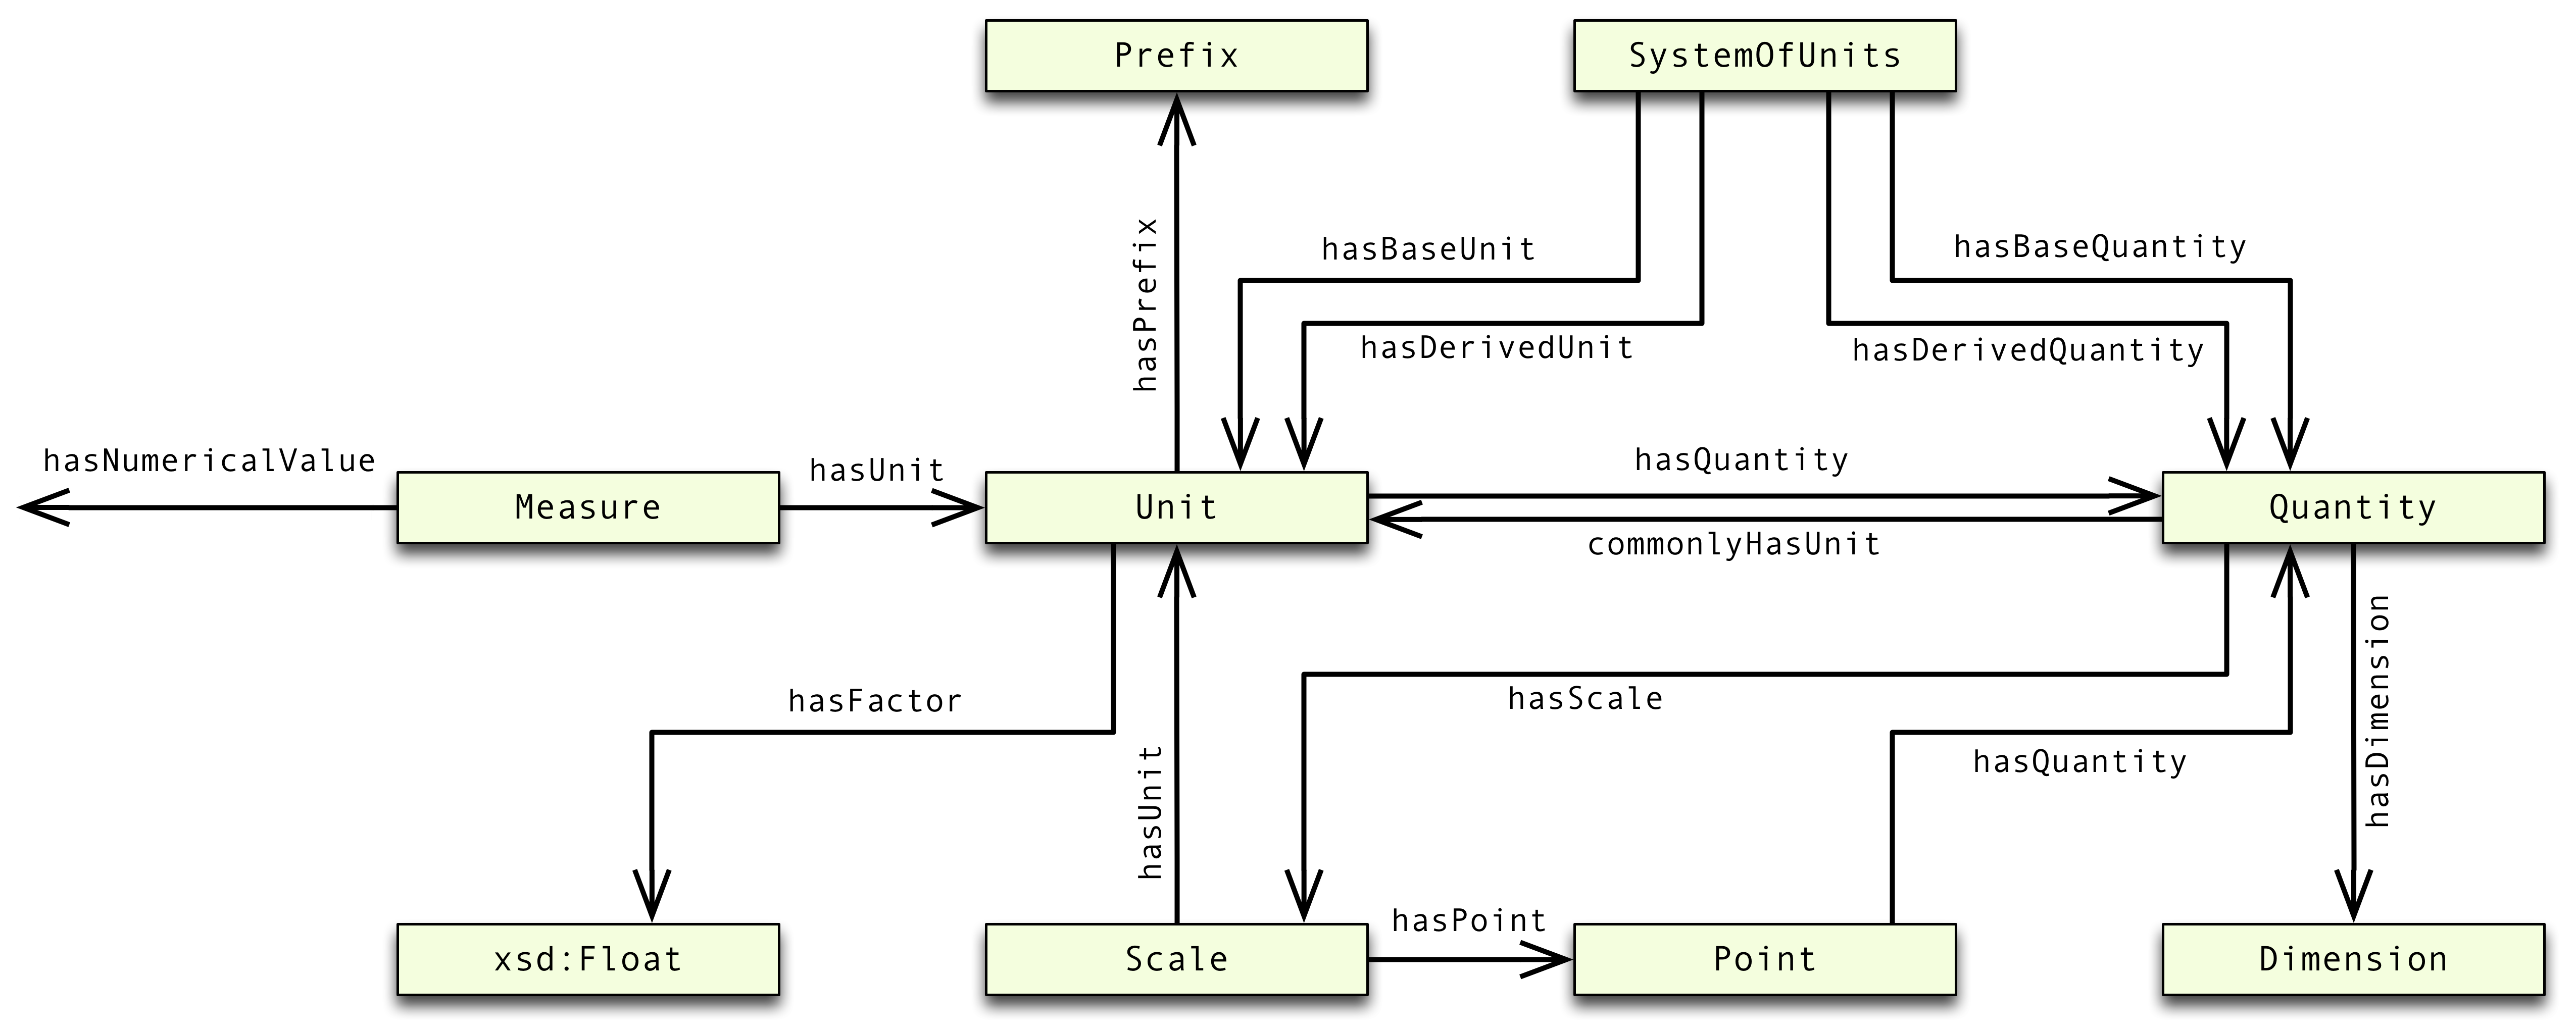 Prefix
SystemOfUnits
hasPrefix
hasBaseUnit
hasBaseQuantity
hasDerivedUnit
hasDerivedQuantity
hasNumericalValue
Measure
hasUnit
Unit
hasQuantity
commonlyHasUnit
Quantity
hasFactor
hasUnit
hasScale
hasQuantity
hasDimension
xsd:Float
Scale
hasPoint
Point
Dimension